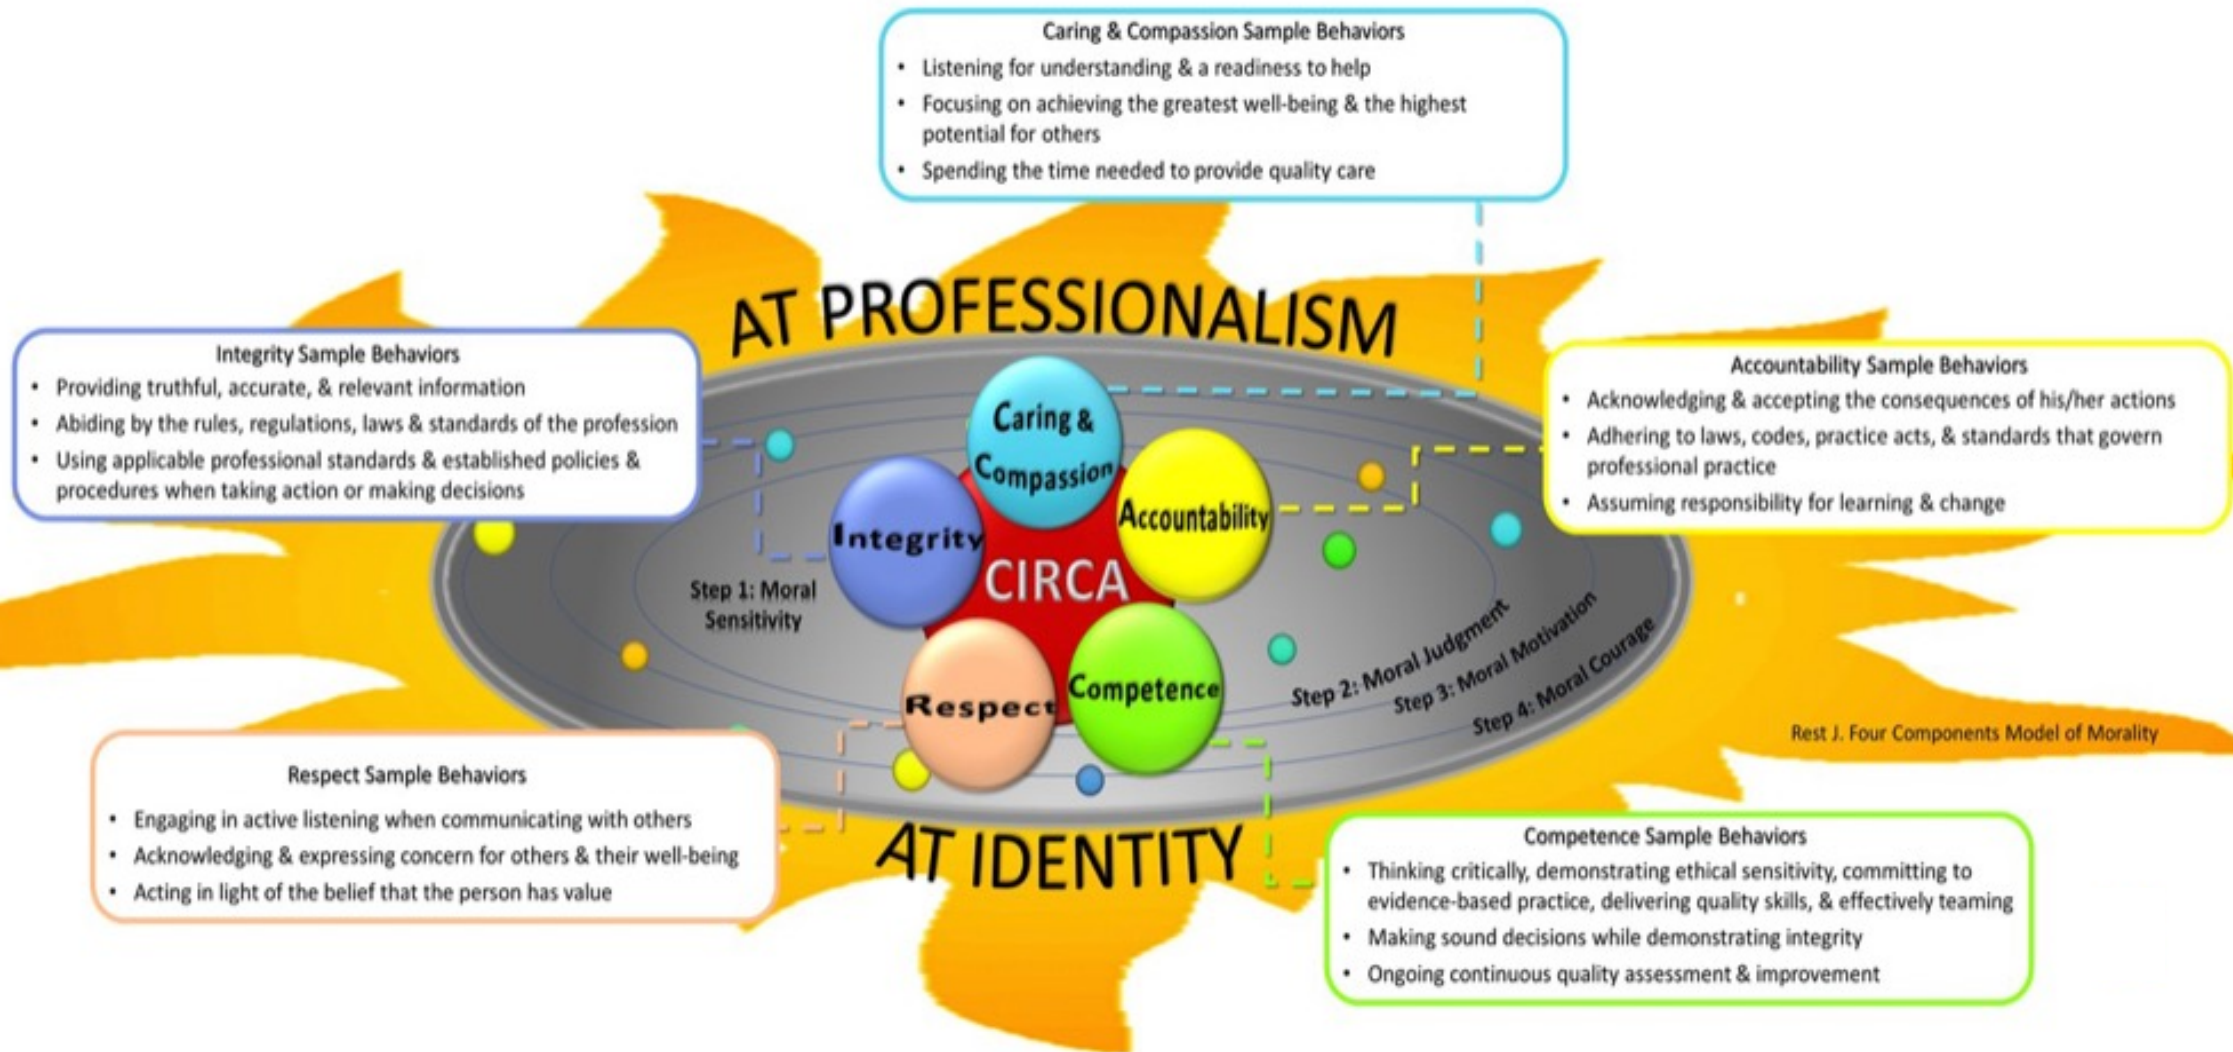 Caring & Compassion Sample Behaviors
• Listening for understanding & a readiness to help
• Focusing on achieving the greatest well-being & the highest
potential for others
• Spending the time needed to provide quality care
AT PROFESSIONALISM
Integrity Sample Behaviors
• Providing truthful, accurate, & relevant information
• Abiding by the rules, regulations, laws & standards of the profession
• Using applicable professional standards & established policies &
procedures when taking action or making decisions
Accountability Sample Behaviors
• Acknowledging & accepting the consequences of his/her actions
• Adhering to laws, codes, practice acts, & standards that govern
professional practice
• Assuming responsibility for learning & change
Caring &
Compassion
Integrity
Accountability
CIRCA
Respect
Competence
Step 1: Moral
Sensitivity
Step 2: Moral Judgment
Step 3: Moral Motivation
Step 4: Moral Courage
Rest J. Four Components Model of Morality
Respect Sample Behaviors
• Engaging in active listening when communicating with others
• Acknowledging & expressing concern for others & their well-being
• Acting in light of the belief that the person has value
AT IDENTITY
Competence Sample Behaviors
• Thinking critically, demonstrating ethical sensitivity, committing to
evidence-based practice, delivering quality skills, & effectively teaming
• Making sound decisions while demonstrating integrity
• Ongoing continuous quality assessment & improvement